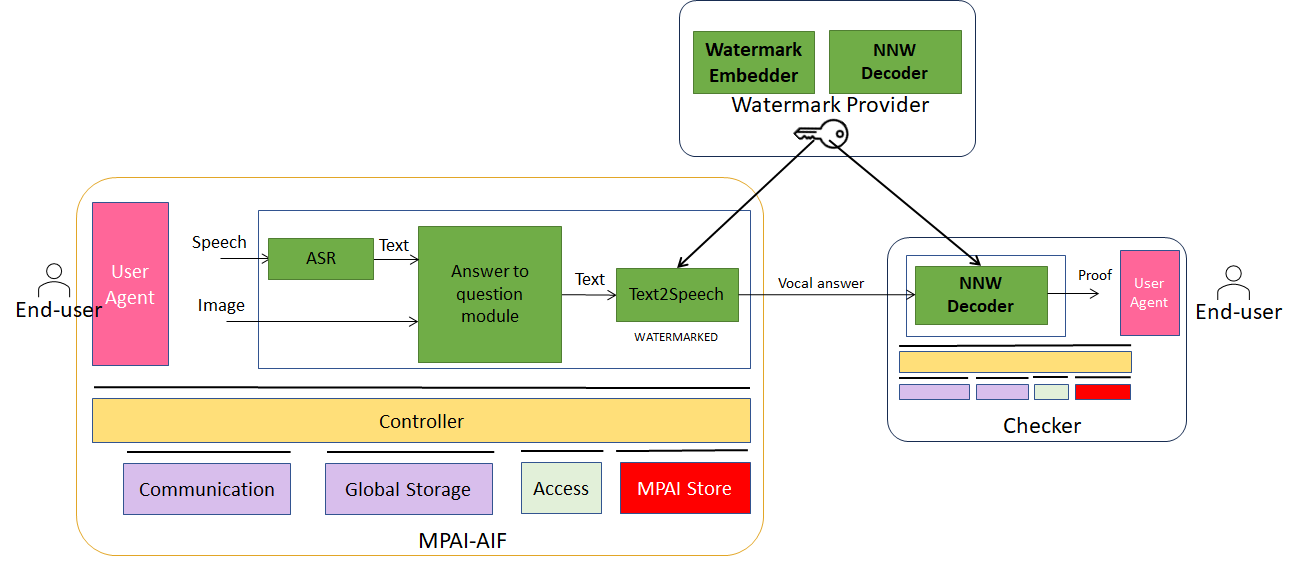 Watermark
Embedder
NNW
Decoder
Watermark Provider
User
Agent
Speech
ASR
Text
Image
Answer to
question
module
Text
Text2Speech
WATERMARKED
Vocal answer
NNW
Decoder
Proof
User
Agent
End-user
End-user
Controller
Communication
Global Storage
Access
MPAI Store
MPAI-AIF
Checker